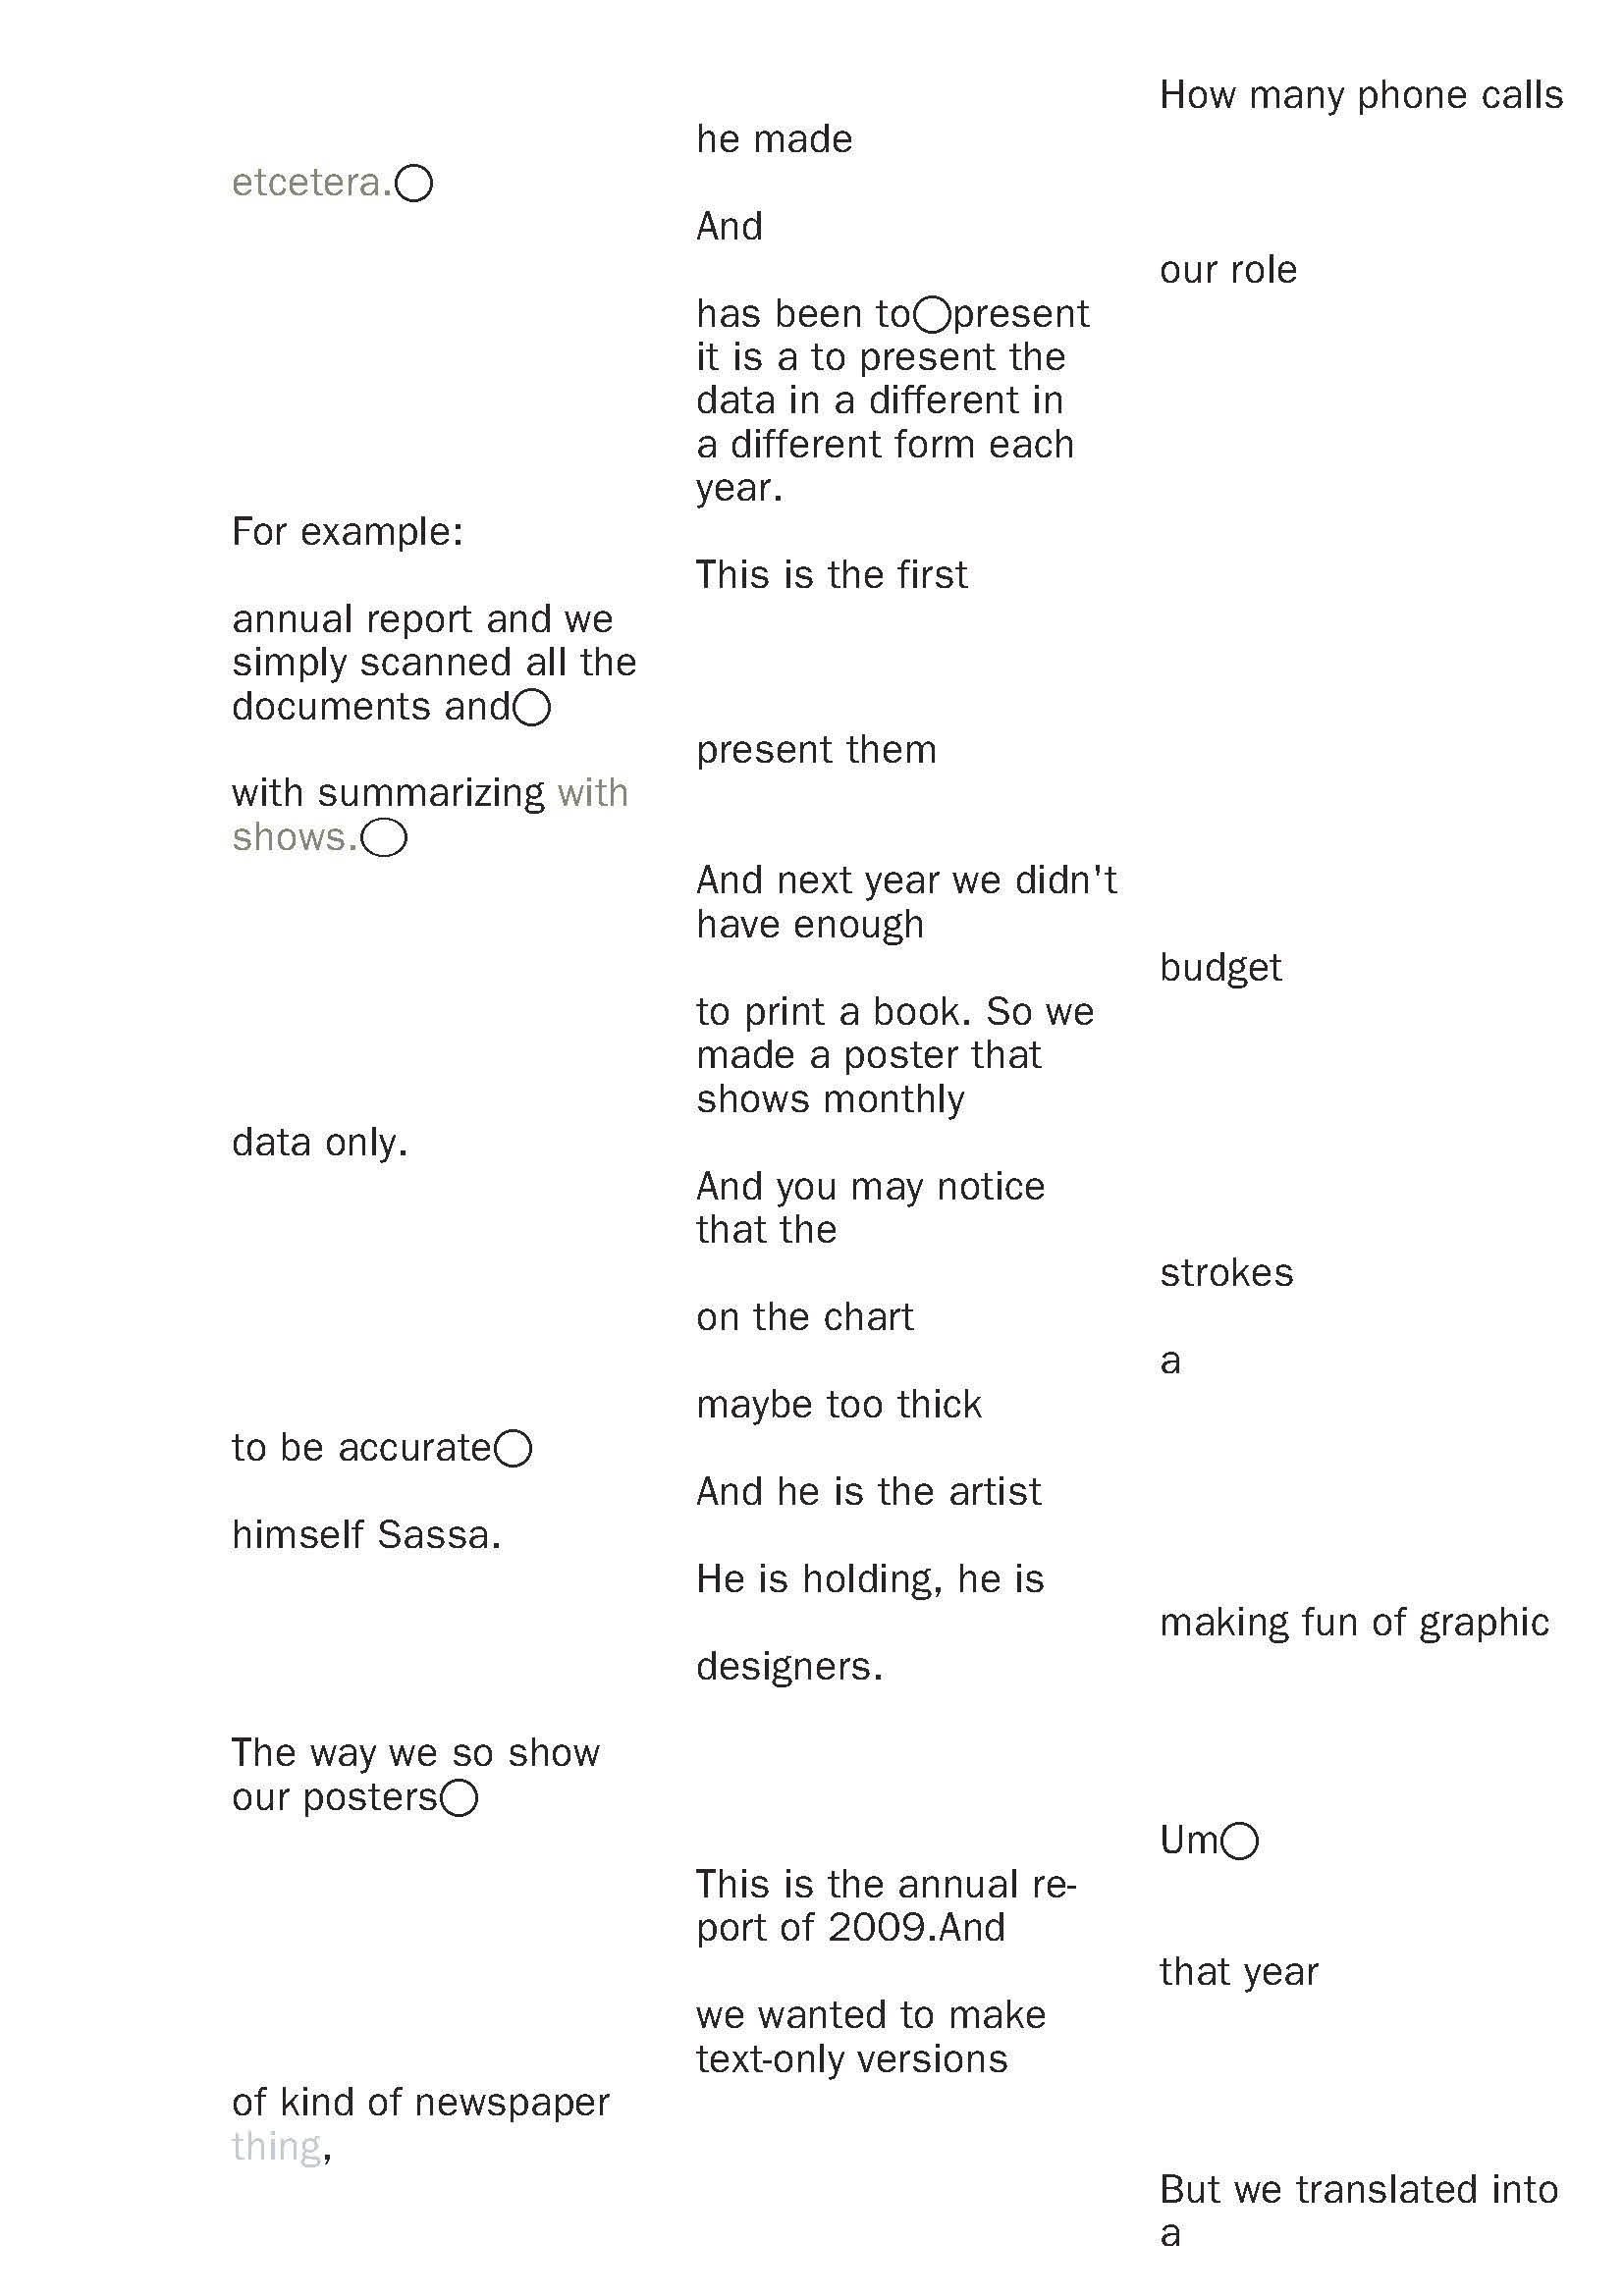 How many phone calls
he made
etcetera.◯
And
our role
has been to◯present
it is a to present the
data in a different in
a different form each
year.
For example:
This is the first
annual report and we
simply scanned all the
documents and◯
present them
with summarizing with
shows.◯
And next year we didn't
have enough
budget
to print a book. So we
made a poster that
shows monthly
data only.
And you may notice
that the
strokes
on the chart
a
maybe too thick
to be accurate◯
And he is the artist
himself Sassa.
He is holding, he is
making fun of graphic
designers.
The way we so show
our posters◯
Um◯
This is the annual re-
port of 2009.And
that year
we wanted to make
text-only versions
of kind of newspaper
thing,
But we translated into
a